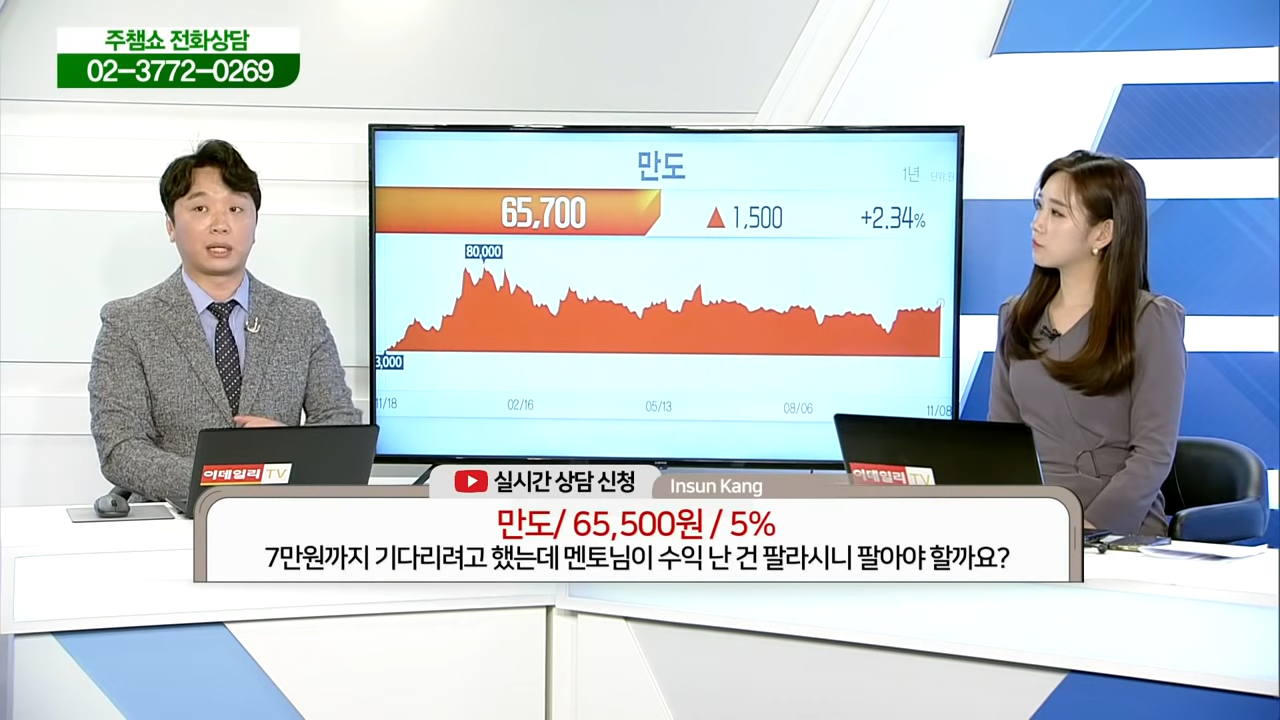 주챔쇼 전화상담
02-3772-0269
만도
1년
65,700
▲ 1,500
+2.34%
80,000
3,000
11/18
02/16
05/13
08/06
11/08
이데일리 TV
이데일리 TV
실시간 상담 신청
Insun Kang
만도/ 65,500원 / 5%
7만원까지 기다리려고 했는데 멘토님이 수익 난 건 팔라시니 팔아야 할까요?